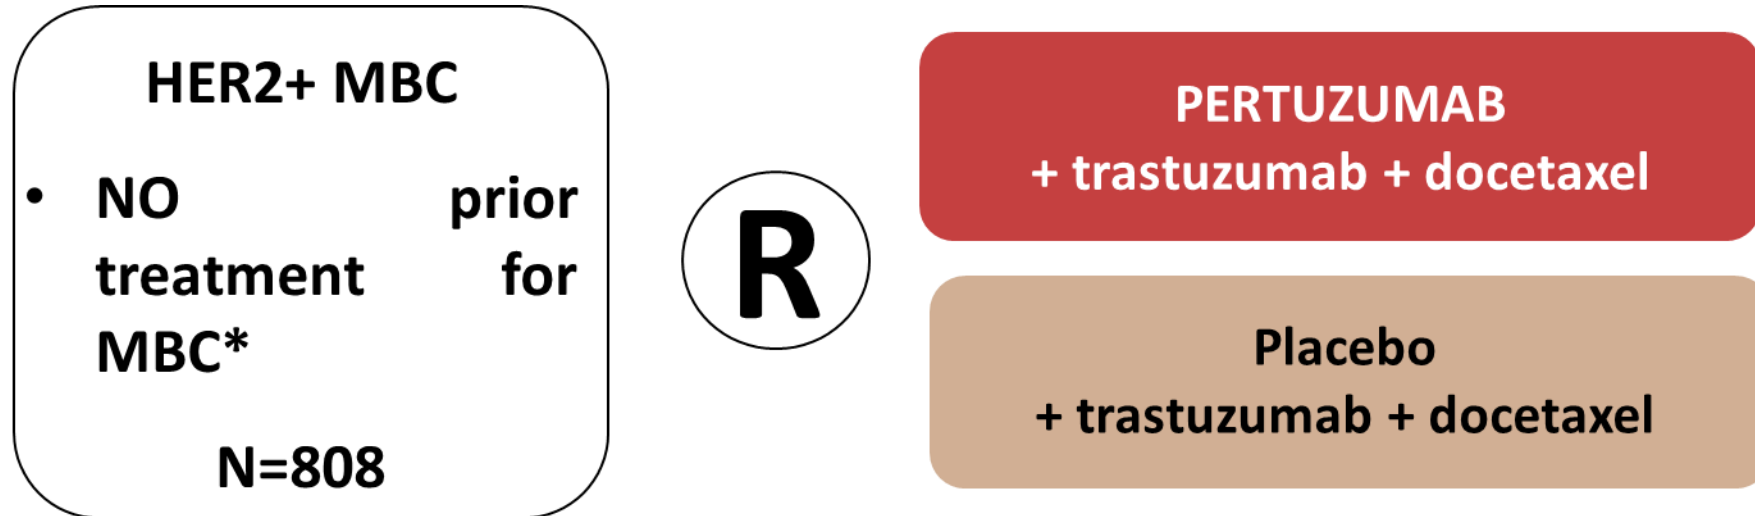 HER2+ MBC
• NO prior
treatment for
MBC*
N=808
R
PERTUZUMAB
+ trastuzumab + docetaxel
Placebo
+ trastuzumab + docetaxel